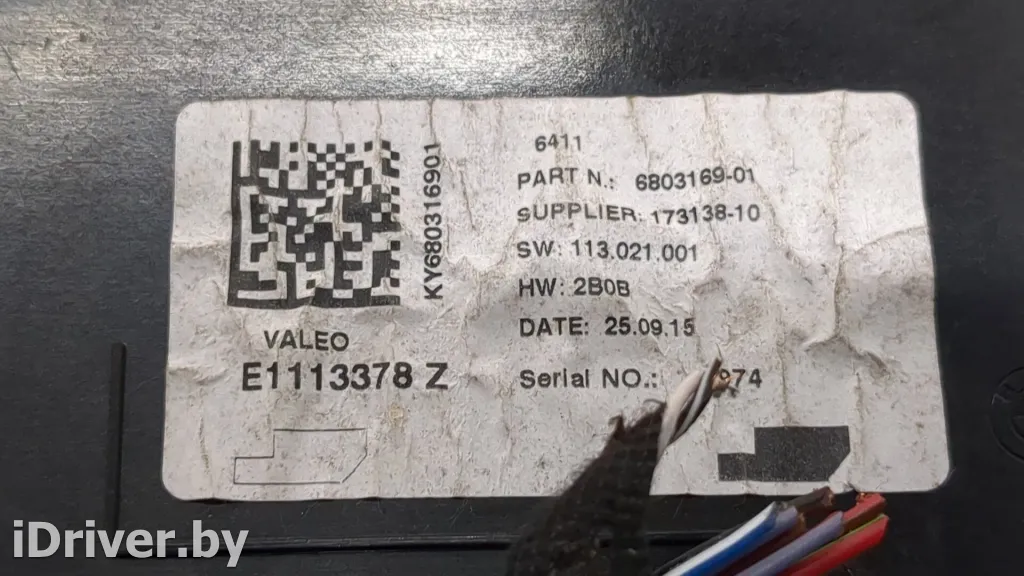 6411
PART N.: 6803169-01
SUPPLIER: 173138-10
SW: 113.021.001
HW: 2B0B
DATE: 25.09.15
Serial NO.:
KY680316901
VALEO
E1113378 Z
iDriver.by